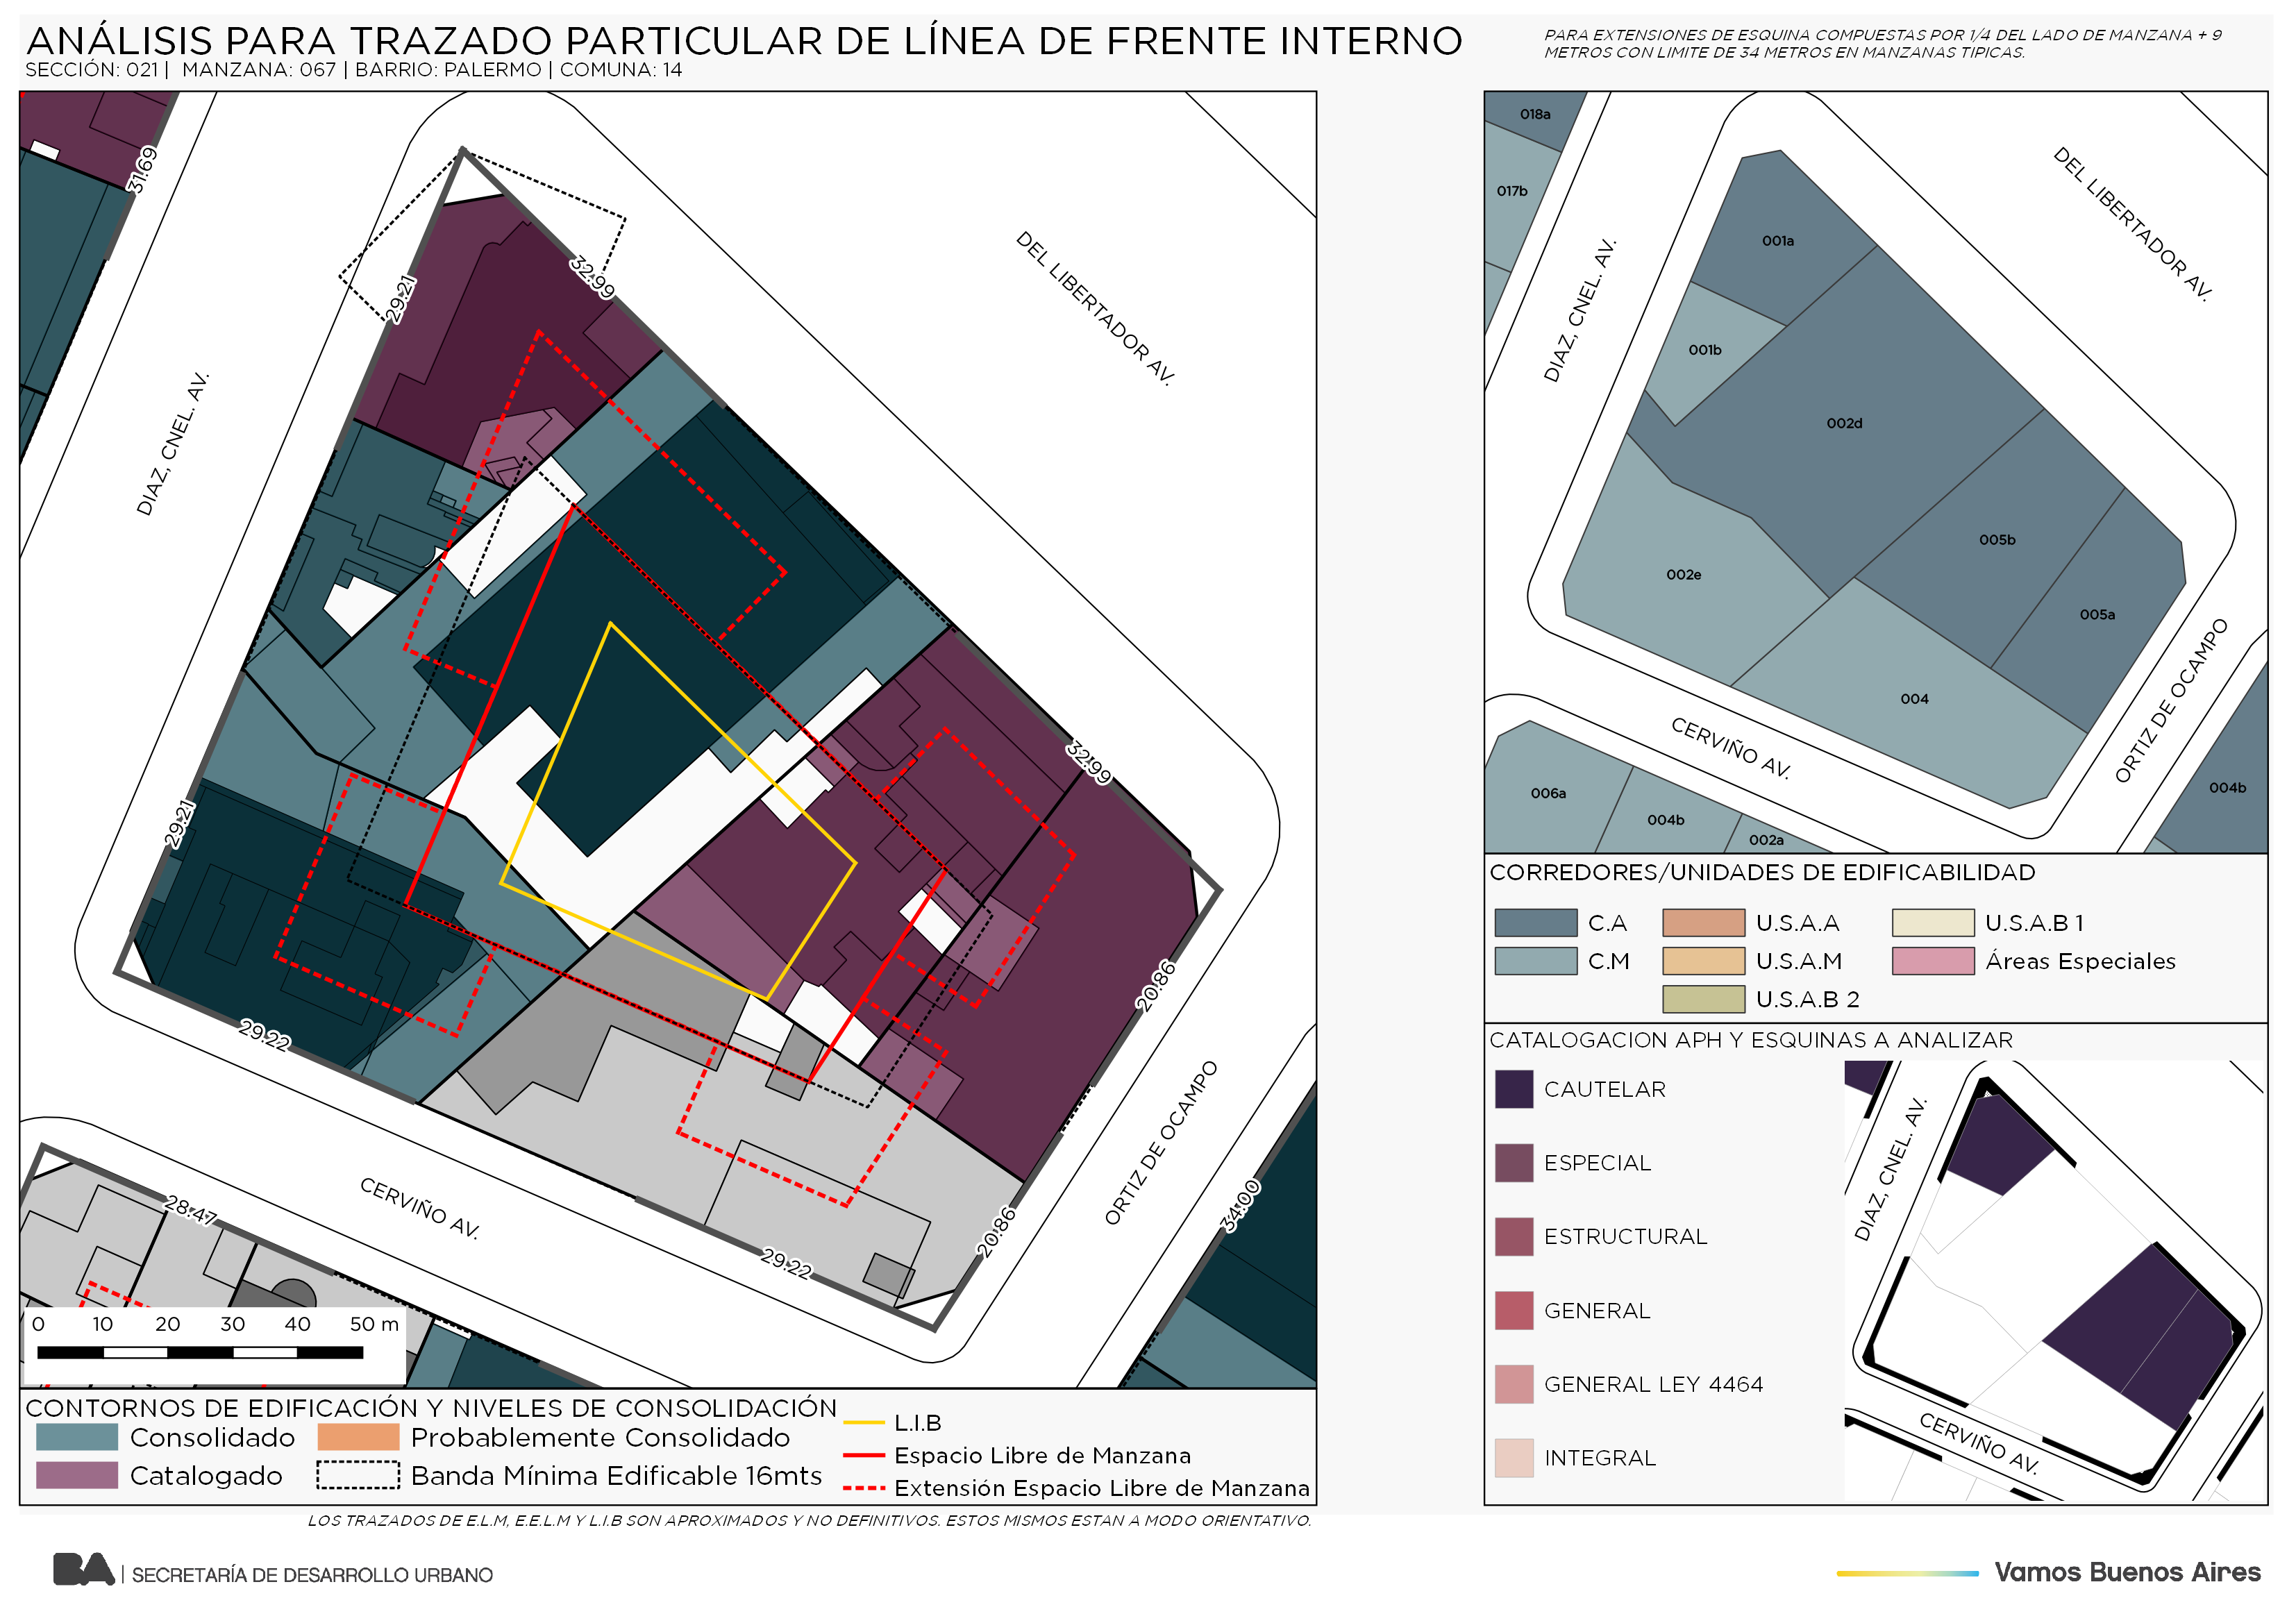 ANÁLISIS PARA TRAZADO PARTICULAR DE LÍNEA DE FRENTE INTERNO
SECCIÓN: 021 | MANZANA: 067 | BARRIO: PALERMO | COMUNA: 14
PARA EXTENSIONES DE ESQUINA COMPUESTAS POR 1/4 DEL LADO DE MANZANA + 9
METROS CON LIMITE DE 34 METROS EN MANZANAS TIPICAS.
31.69
29.21
32.99
DEL LIBERTADOR AV.
DIAZ, CNEL. AV.
32.99
29.21
20.86
29.22
ORTIZ DE OCAMPO
CERVIÑO AV.
28.47
34.00
20.86
29.22
0 10 20 30 40 50 m
CONTORNOS DE EDIFICACIÓN Y NIVELES DE CONSOLIDACIÓN
Consolidado
Probablemente Consolidado
Catalogado
Banda Mínima Edificable 16mts
L.I.B
Espacio Libre de Manzana
Extensión Espacio Libre de Manzana
018a
017b
DEL LIBERTADOR AV.
DIAZ, CNEL. AV.
001a
001b
002d
005b
002e
005a
004
ORTIZ DE OCAMPO
CERVIÑO AV.
006a
004b
002a
004b
CORREDORES/UNIDADES DE EDIFICABILIDAD
C.A
U.S.A.A
U.S.A.B 1
C.M
U.S.A.M
Áreas Especiales
U.S.A.B 2
CATALOGACION APH Y ESQUINAS A ANALIZAR
CAUTELAR
ESPECIAL
ESTRUCTURAL
GENERAL
GENERAL LEY 4464
INTEGRAL
DIAZ, CNEL. AV.
CERVIÑO AV.
LOS TRAZADOS DE E.L.M, E.E.L.M Y L.I.B SON APROXIMADOS Y NO DEFINITIVOS. ESTOS MISMOS ESTAN A MODO ORIENTATIVO.
BA | SECRETARÍA DE DESARROLLO URBANO
Vamos Buenos Aires